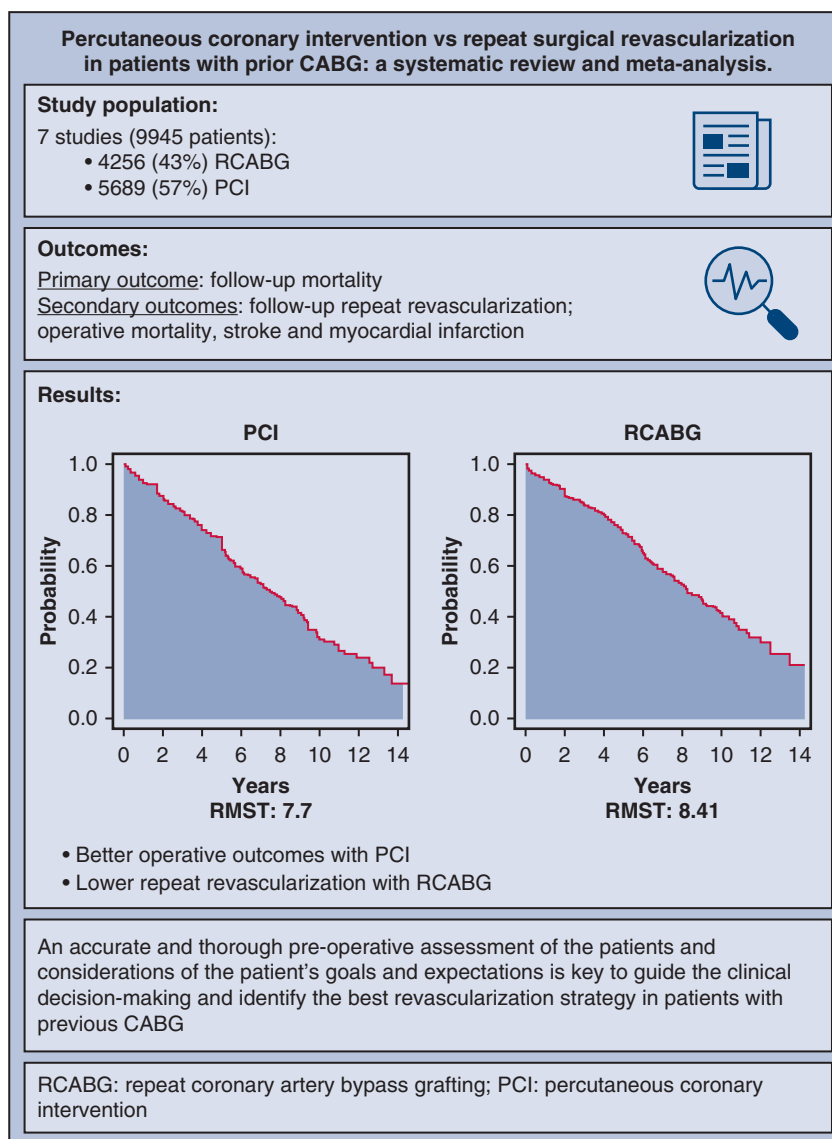 Percutaneous coronary intervention vs repeat surgical revascularization
in patients with prior CABG: a systematic review and meta-analysis.
Study population:
7 studies (9945 patients):
• 4256 (43%) RCABG
• 5689 (57%) PCI
Outcomes:
Primary outcome: follow-up mortality
Secondary outcomes: follow-up repeat revascularization;
operative mortality, stroke and myocardial infarction
Results:
PCI
Probability
1.0
0.8
0.6
0.4
0.2
0.0
0 2 4 6 8 10 12 14
Years
RMST: 7.7
RCABG
Probability
1.0
0.8
0.6
0.4
0.2
0.0
0 2 4 6 8 10 12 14
Years
RMST: 8.41
• Better operative outcomes with PCI
• Lower repeat revascularization with RCABG
An accurate and thorough pre-operative assessment of the patients and
considerations of the patient's goals and expectations is key to guide the clinical
decision-making and identify the best revascularization strategy in patients with
previous CABG
RCABG: repeat coronary artery bypass grafting; PCI: percutaneous coronary
intervention